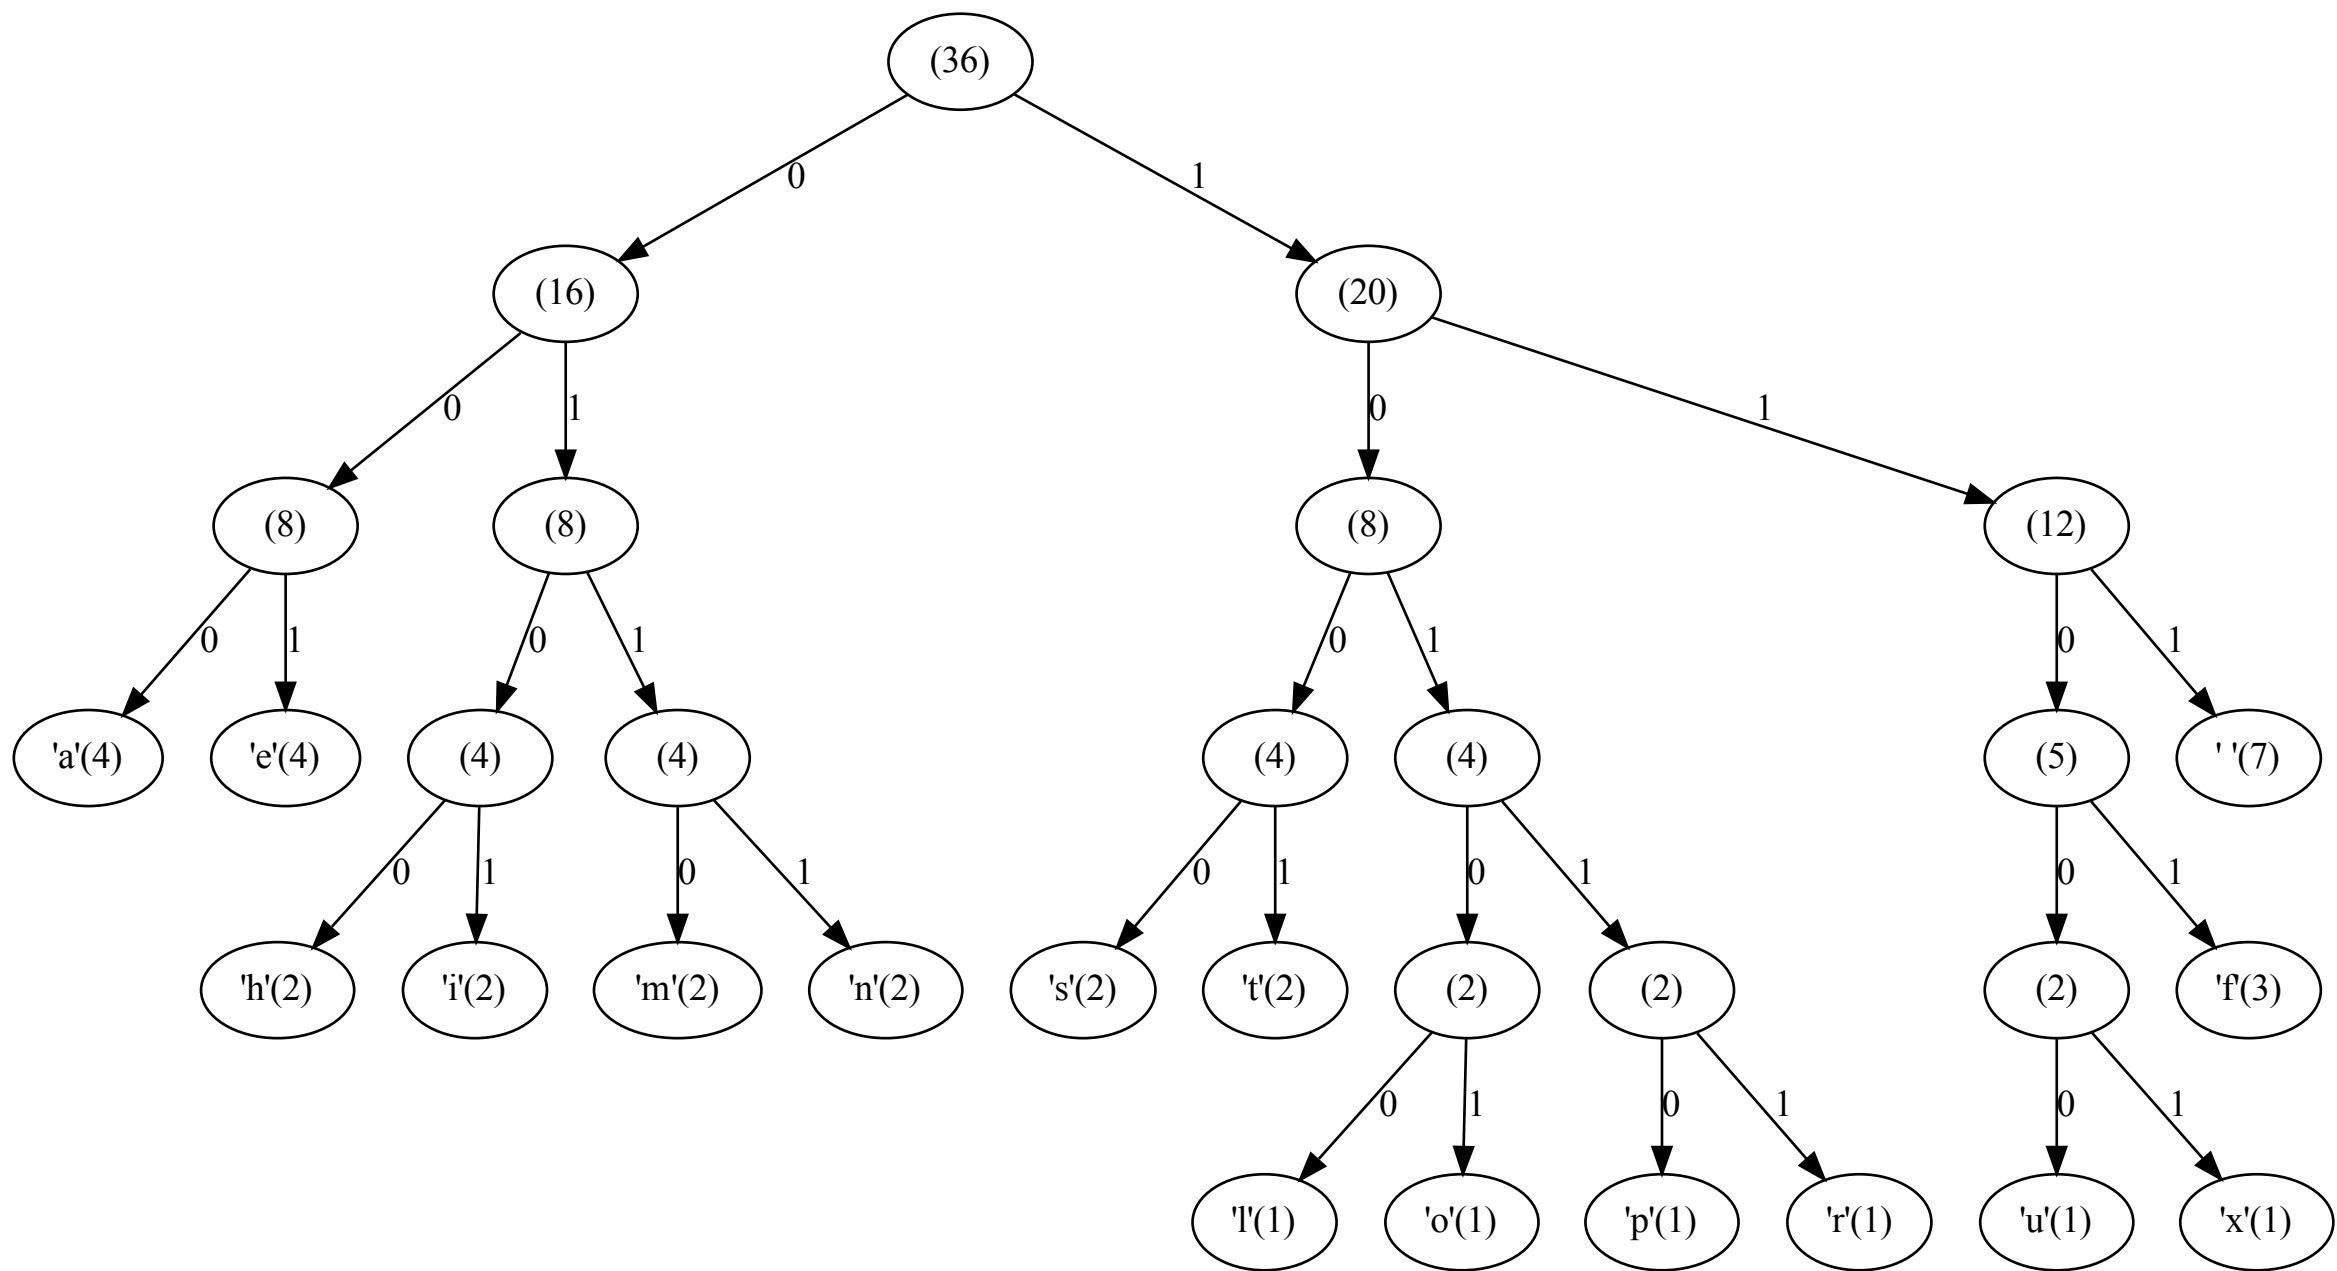 (36)
0 1
(16) (20)
0 1 0 1
(8) (8) (8) (12)
0 1 0 1 0 1 0 1
'a'(4) 'e'(4) (4) (4) (4) (4) (5) ' '(7)
0 1 0 1 0 1 0 1 0 1
'h'(2) 'i'(2) 'm'(2) 'n'(2) 's'(2) 't'(2) (2) (2) (2) 'f'(3)
0 1 0 1 0 1
'l'(1) 'o'(1) 'p'(1) 'r'(1) 'u'(1) 'x'(1)